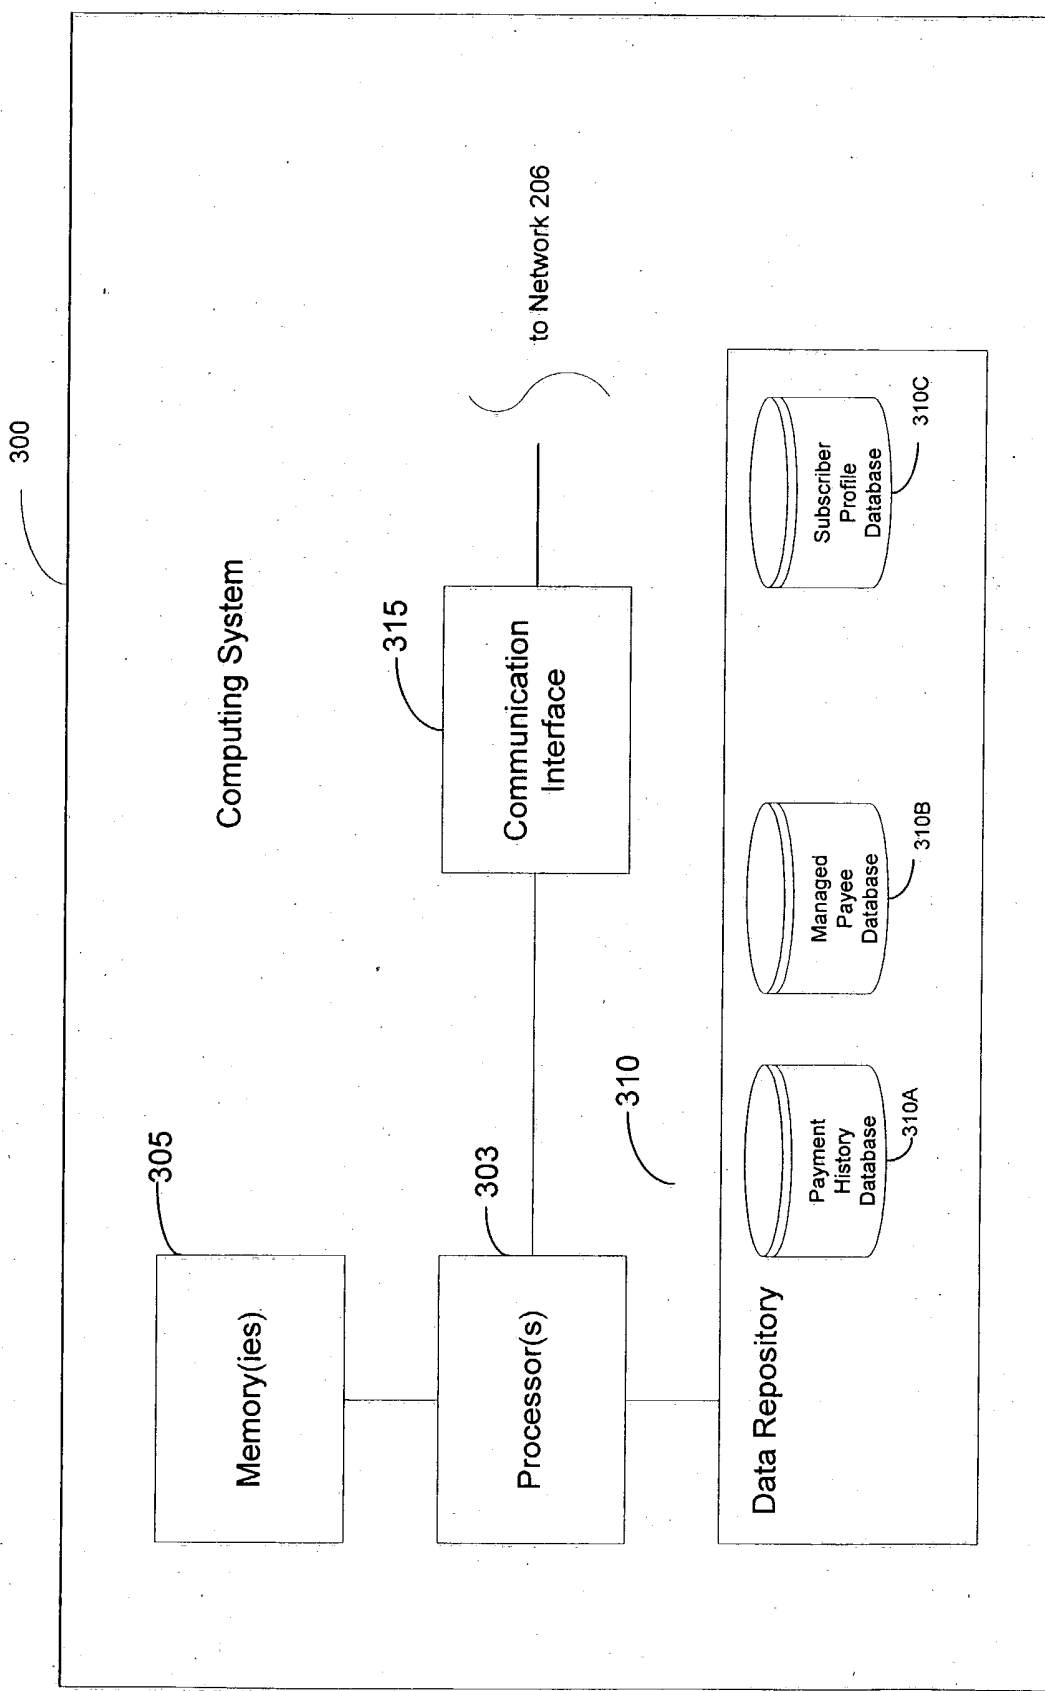 300
Computing System
305
Memory(ies)
303
Processor(s)
315
Communication
Interface
to Network 206
310
Data Repository
Payment
History
Database
310A
Managed
Payee
Database
310B
Subscriber
Profile
Database
310C